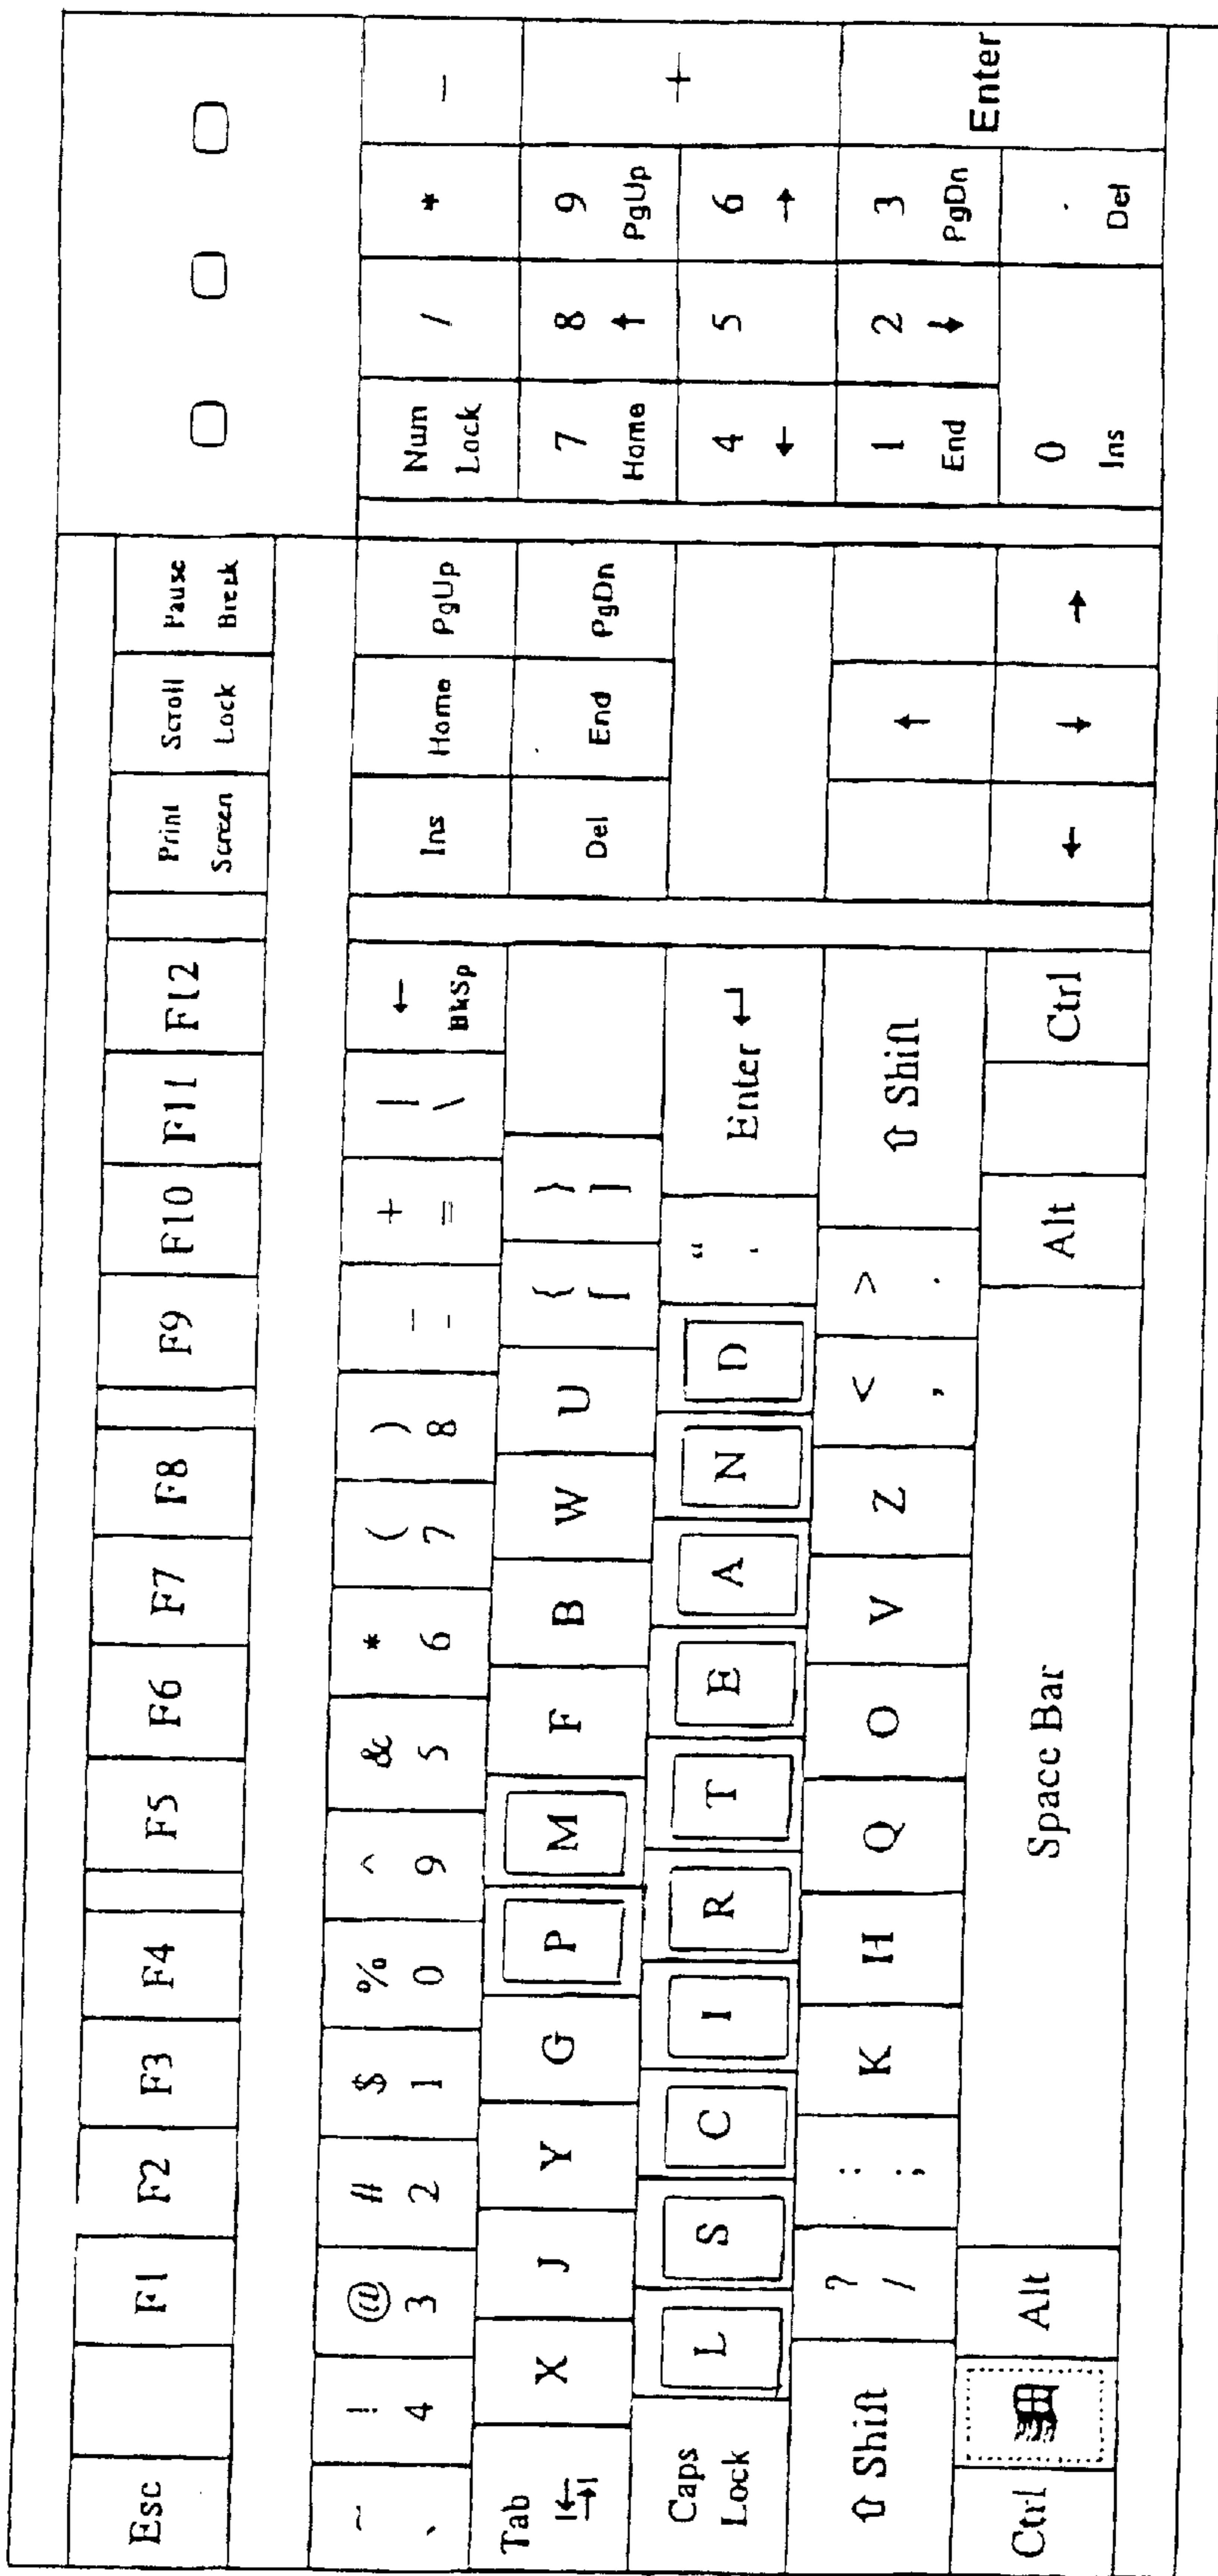 Esc F1 F2 F3 F4 F5 F6 F7 F8 F9 F10 F11 F12 Print Screen Scroll Lock Pause Break
~ ` ! 4 @ 3 # 2 $ 1 % 0 ^ 9 & 5 * 6 ( 7 ) 8 _ - + = | \ ← BkSp Ins Home PgUp Num Lock / * -
Tab X J Y G P M F B W U { [ } ] Del End PgDn 7 Home 8 ↑ 9 PgUp +
Caps Lock L S C I R T E A N D “ . Enter ↵ 4 ← 5 6 →
⇧ Shift ? / : ; K H Q O V Z < , > . ⇧ Shift ↑ 1 End 2 ↓ 3 PgDn Enter
Ctrl Alt Space Bar Alt Ctrl ← ↓ → 0 Ins . Del